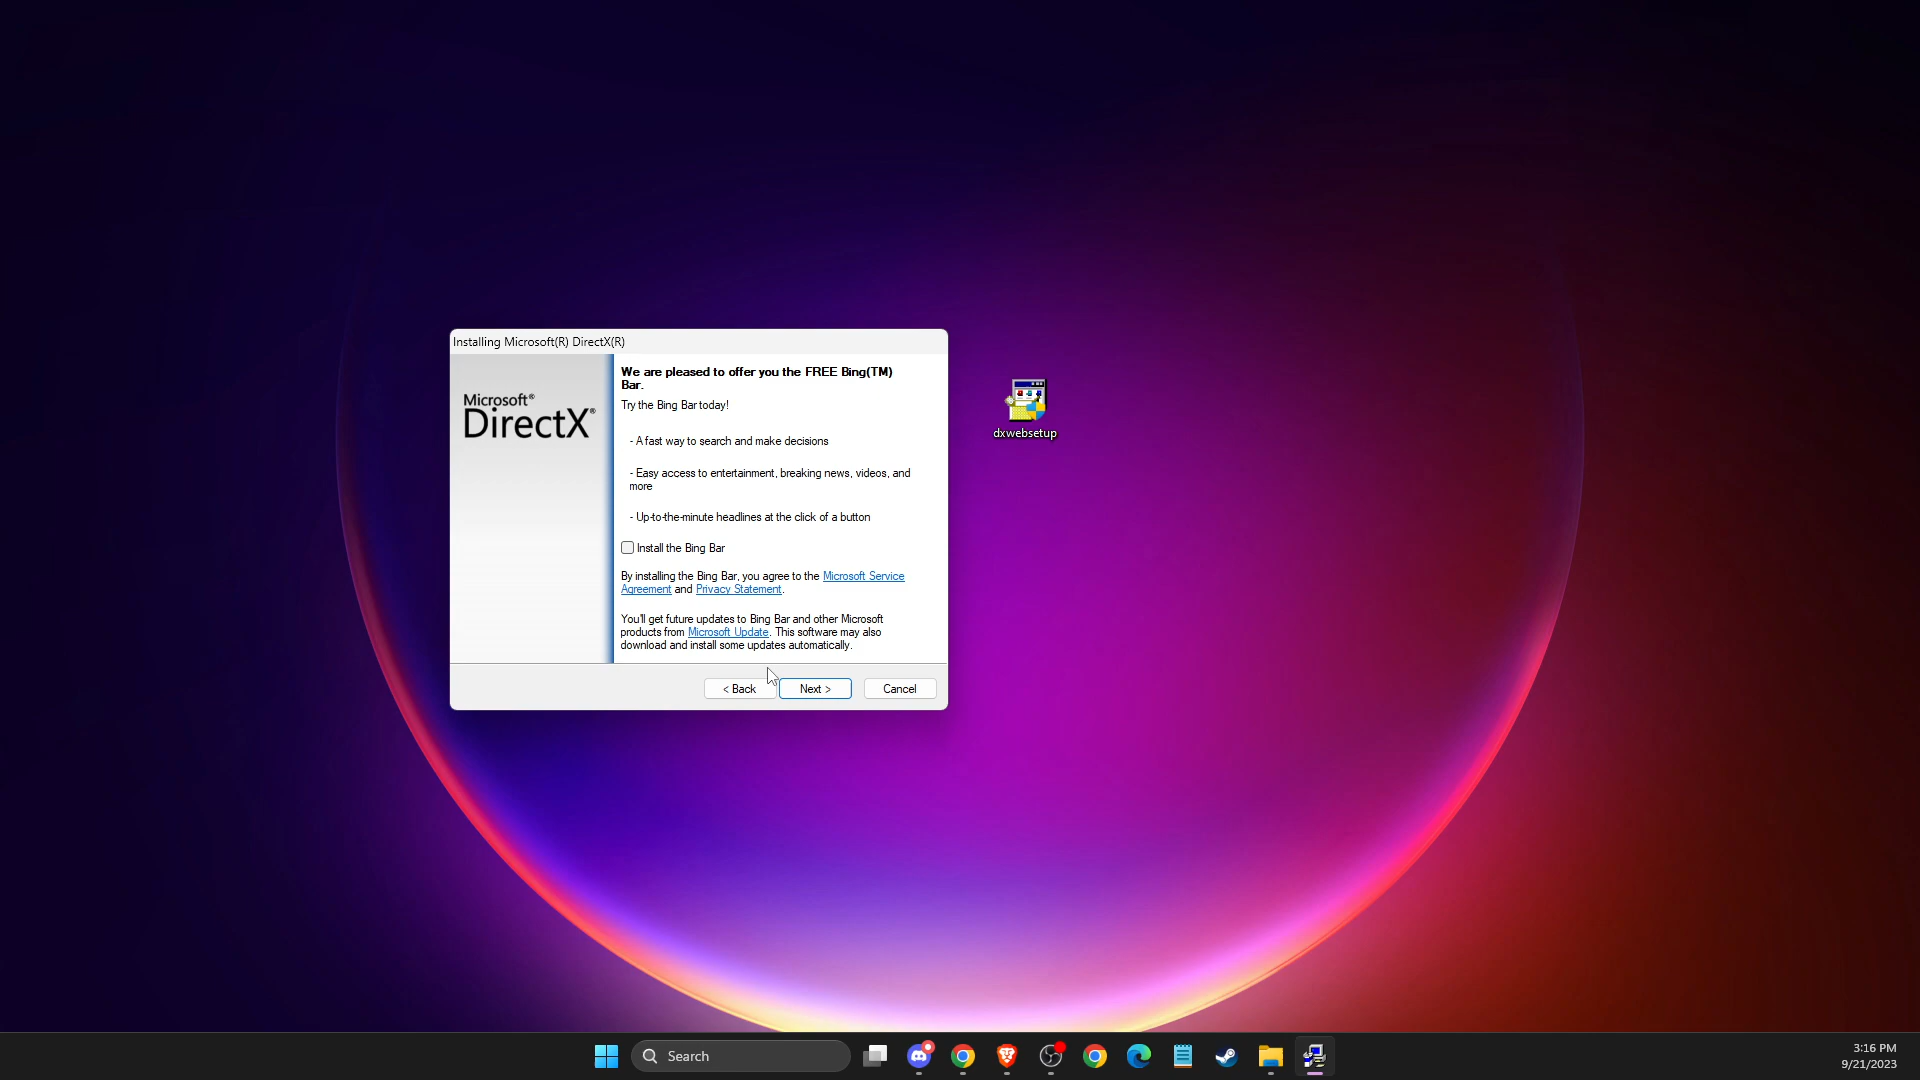 Installing Microsoft(R) DirectX(R)
Microsoft®
DirectX®
We are pleased to offer you the FREE Bing(TM)
Bar.
Try the Bing Bar today!
- A fast way to search and make decisions
- Easy access to entertainment, breaking news, videos, and
more
- Up-to-the-minute headlines at the click of a button
Install the Bing Bar
By installing the Bing Bar, you agree to the Microsoft Service
Agreement and Privacy Statement.
You'll get future updates to Bing Bar and other Microsoft
products from Microsoft Update. This software may also
download and install some updates automatically.
< Back
Next >
Cancel
dxwebsetup
Search
3:16 PM
9/21/2023